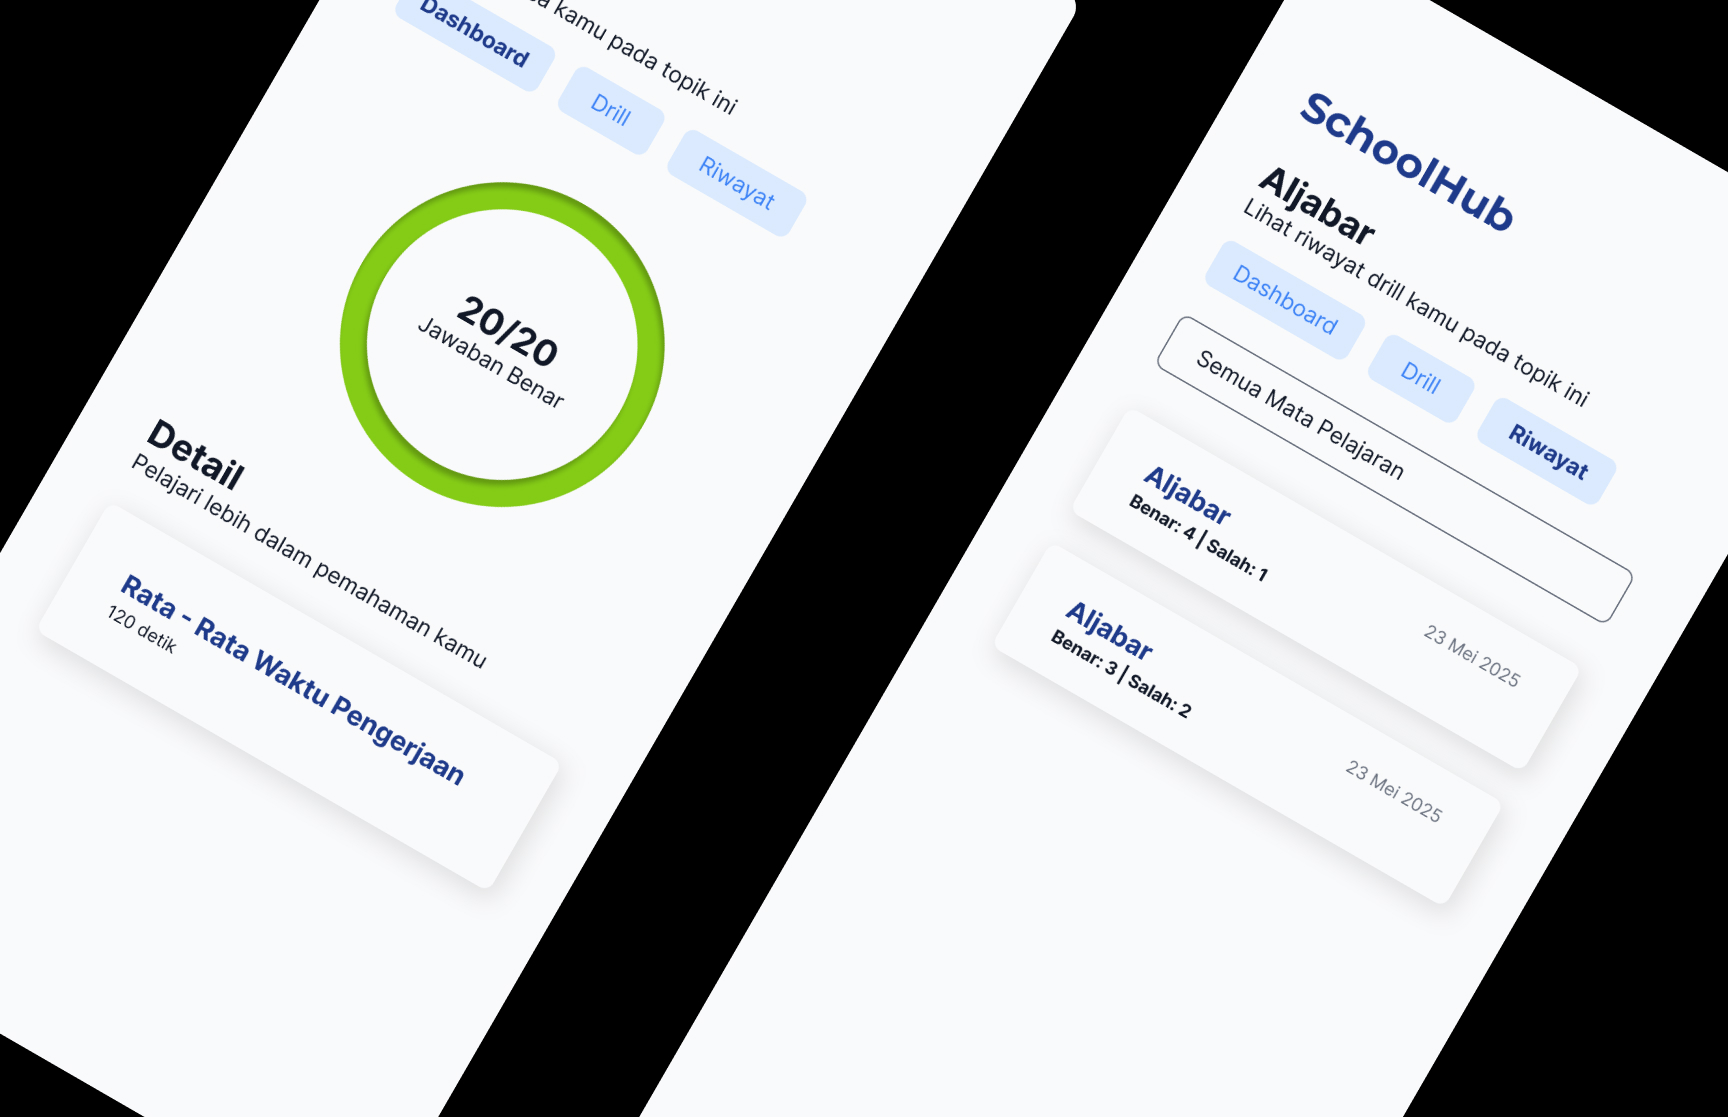 kamu pada topik ini
Dashboard
Drill
Riwayat
20/20
Jawaban Benar
Detail
Pelajari lebih dalam pemahaman kamu
Rata - Rata Waktu Pengerjaan
120 detik
SchoolHub
Aljabar
Lihat riwayat drill kamu pada topik ini
Dashboard
Drill
Riwayat
Semua Mata Pelajaran
Aljabar
Benar: 4 | Salah: 1
23 Mei 2025
Aljabar
Benar: 3 | Salah: 2
23 Mei 2025